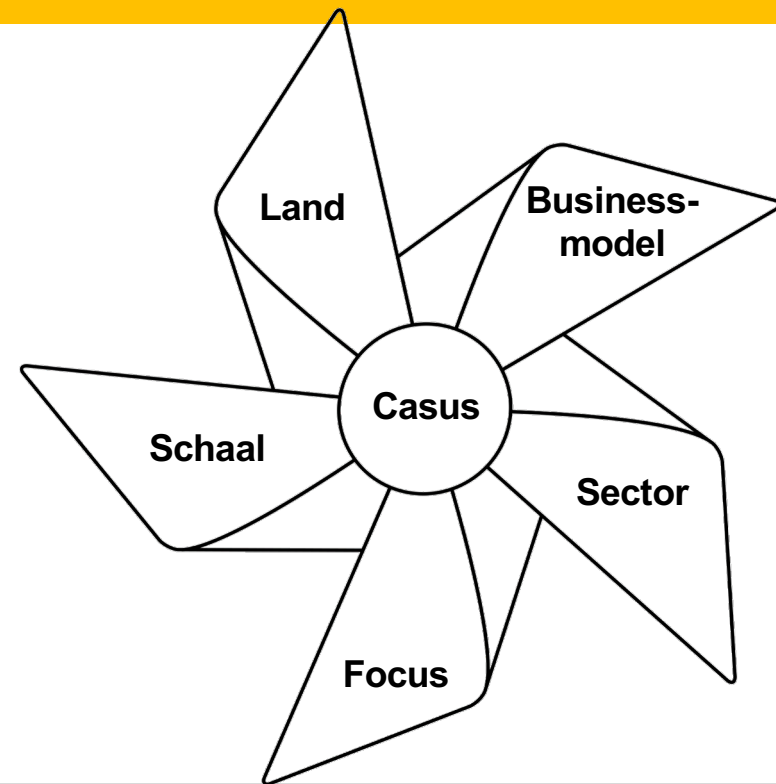 Land
Business-
model
Casus
Schaal
Sector
Focus